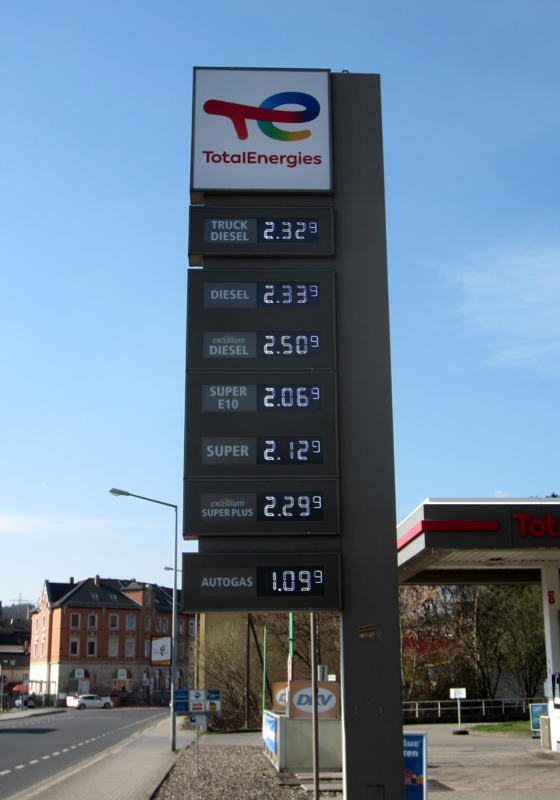 TotalEnergies
TRUCK
DIESEL
2.32⁹
DIESEL
2.33⁹
excellium
DIESEL
2.50⁹
SUPER
E10
2.06⁹
SUPER
2.12⁹
excellium
SUPER PLUS
2.29⁹
AUTOGAS
1.09⁹
Tot
DKV